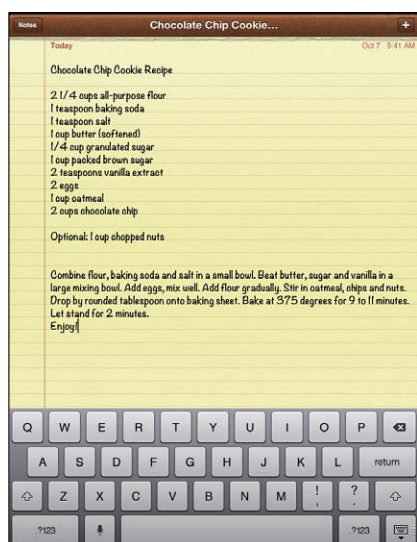 Notes
Chocolate Chip Cookie...
+
Today
Oct 7 9:41 AM
Chocolate Chip Cookie Recipe
2 1/4 cups all-purpose flour
1 teaspoon baking soda
1 teaspoon salt
1 cup butter (softened)
1/4 cup granulated sugar
1 cup packed brown sugar
2 teaspoons vanilla extract
2 eggs
1 cup oatmeal
2 cups chocolate chip
Optional: 1 cup chopped nuts
Combine flour, baking soda and salt in a small bowl. Beat butter, sugar and vanilla in a
large mixing bowl. Add eggs, mix well. Add flour gradually. Stir in oatmeal, chips and nuts.
Drop by rounded tablespoon onto baking sheet. Bake at 375 degrees for 9 to 11 minutes.
Let stand for 2 minutes.
Enjoy!
Q W E R T Y U I O P
A S D F G H J K L return
Z X C V B N M ! , ? .
.?123 .?123